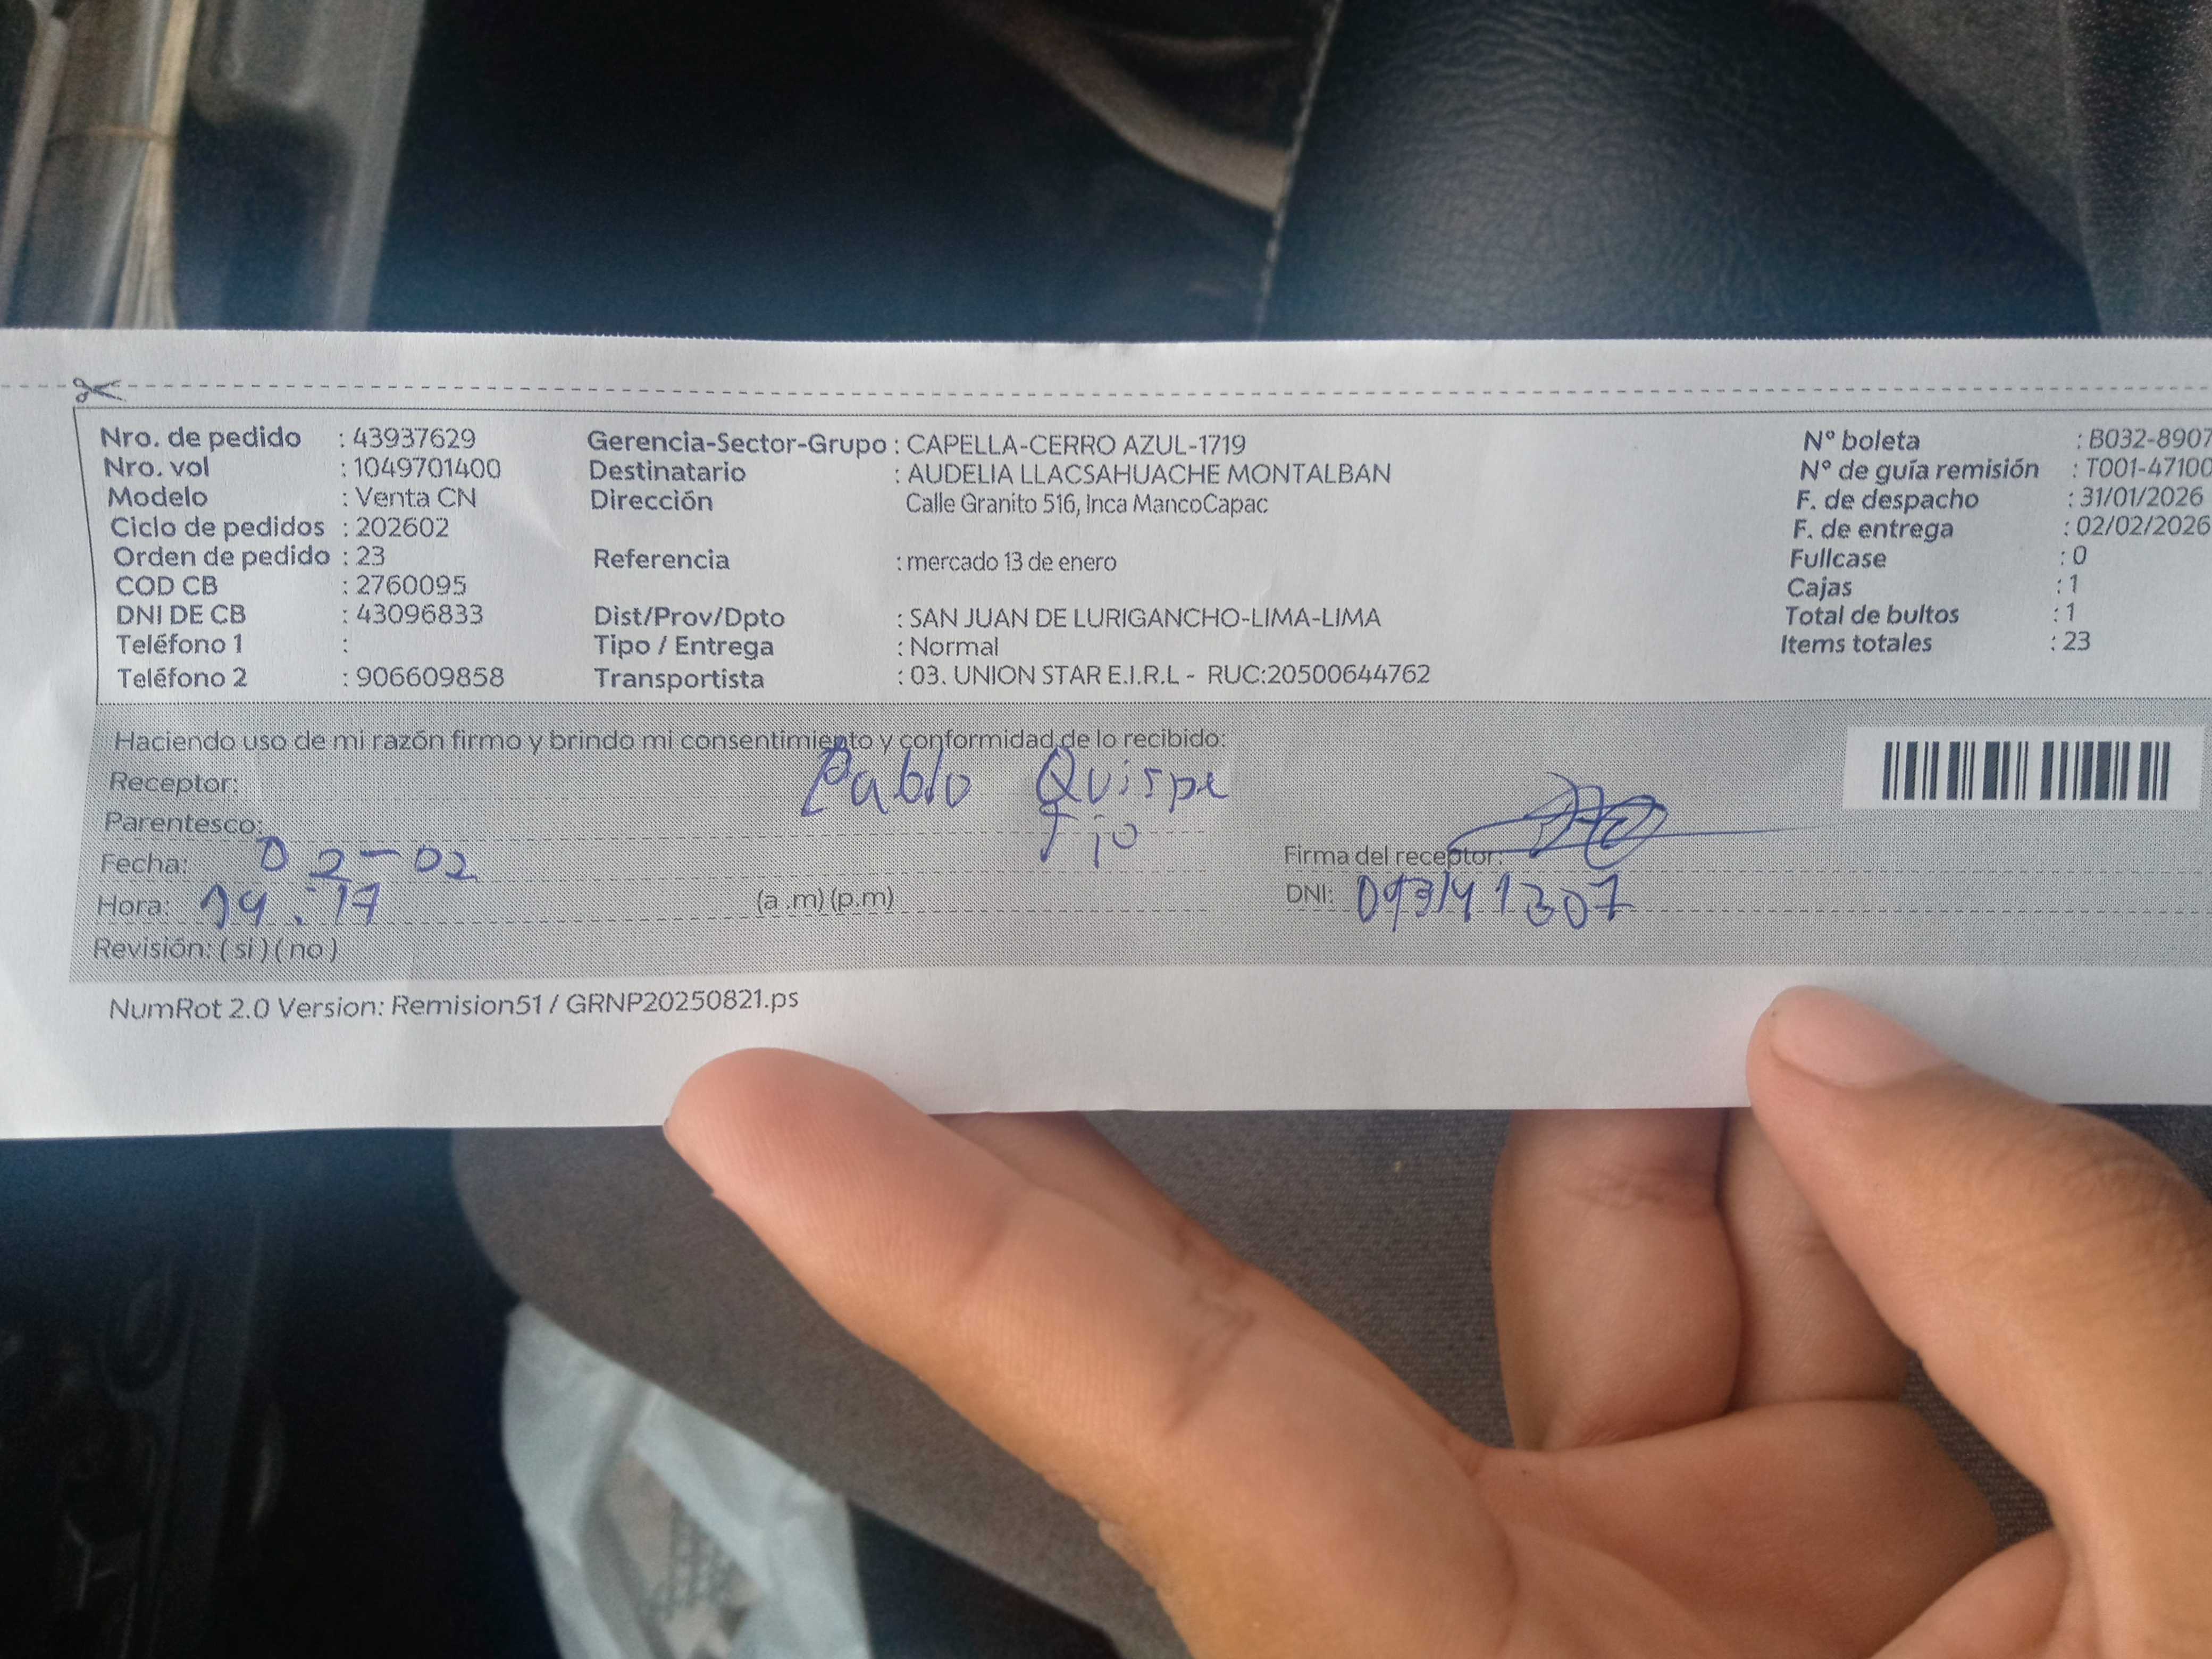 Nro. de pedido : 43937629 Gerencia-Sector-Grupo : CAPELLA-CERRO AZUL-1719 Nº boleta : B032-8907
Nro. vol : 1049701400 Destinatario : AUDELIA LLACSAHUACHE MONTALBAN Nº de guía remisión : T001-47100
Modelo : Venta CN Dirección Calle Granito 516, Inca MancoCapac F. de despacho : 31/01/2026
Ciclo de pedidos : 202602 F. de entrega : 02/02/2026
Orden de pedido : 23 Referencia : mercado 13 de enero Fullcase : 0
COD CB : 2760095 Cajas : 1
DNI DE CB : 43096833 Dist/Prov/Dpto : SAN JUAN DE LURIGANCHO-LIMA-LIMA Total de bultos : 1
Teléfono 1 : Tipo / Entrega : Normal Items totales : 23
Teléfono 2 : 906609858 Transportista : 03. UNION STAR E.I.R.L - RUC:20500644762
Haciendo uso de mi razón firmo y brindo mi consentimiento y conformidad de lo recibido:
Receptor: Pablo Quispe
Parentesco: Tio
Fecha: 02-02 Firma del receptor:
Hora: : 17 (a .m) (p.m) DNI:
Revisión: ( si ) ( no )
NumRot 2.0 Version: Remision51 / GRNP20250821.ps